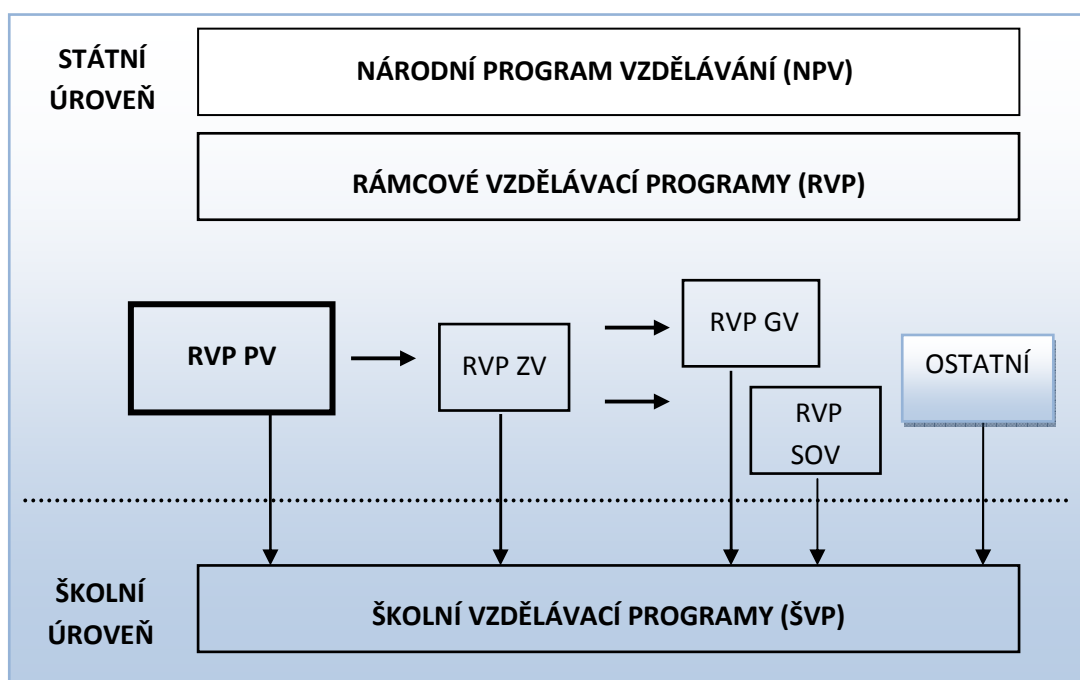 STÁTNÍ
ÚROVEŇ
NÁRODNÍ PROGRAM VZDĚLÁVÁNÍ (NPV)
RÁMCOVÉ VZDĚLÁVACÍ PROGRAMY (RVP)
RVP PV
RVP ZV
RVP GV
RVP
SOV
OSTATNÍ
ŠKOLNÍ
ÚROVEŇ
ŠKOLNÍ VZDĚLÁVACÍ PROGRAMY (ŠVP)